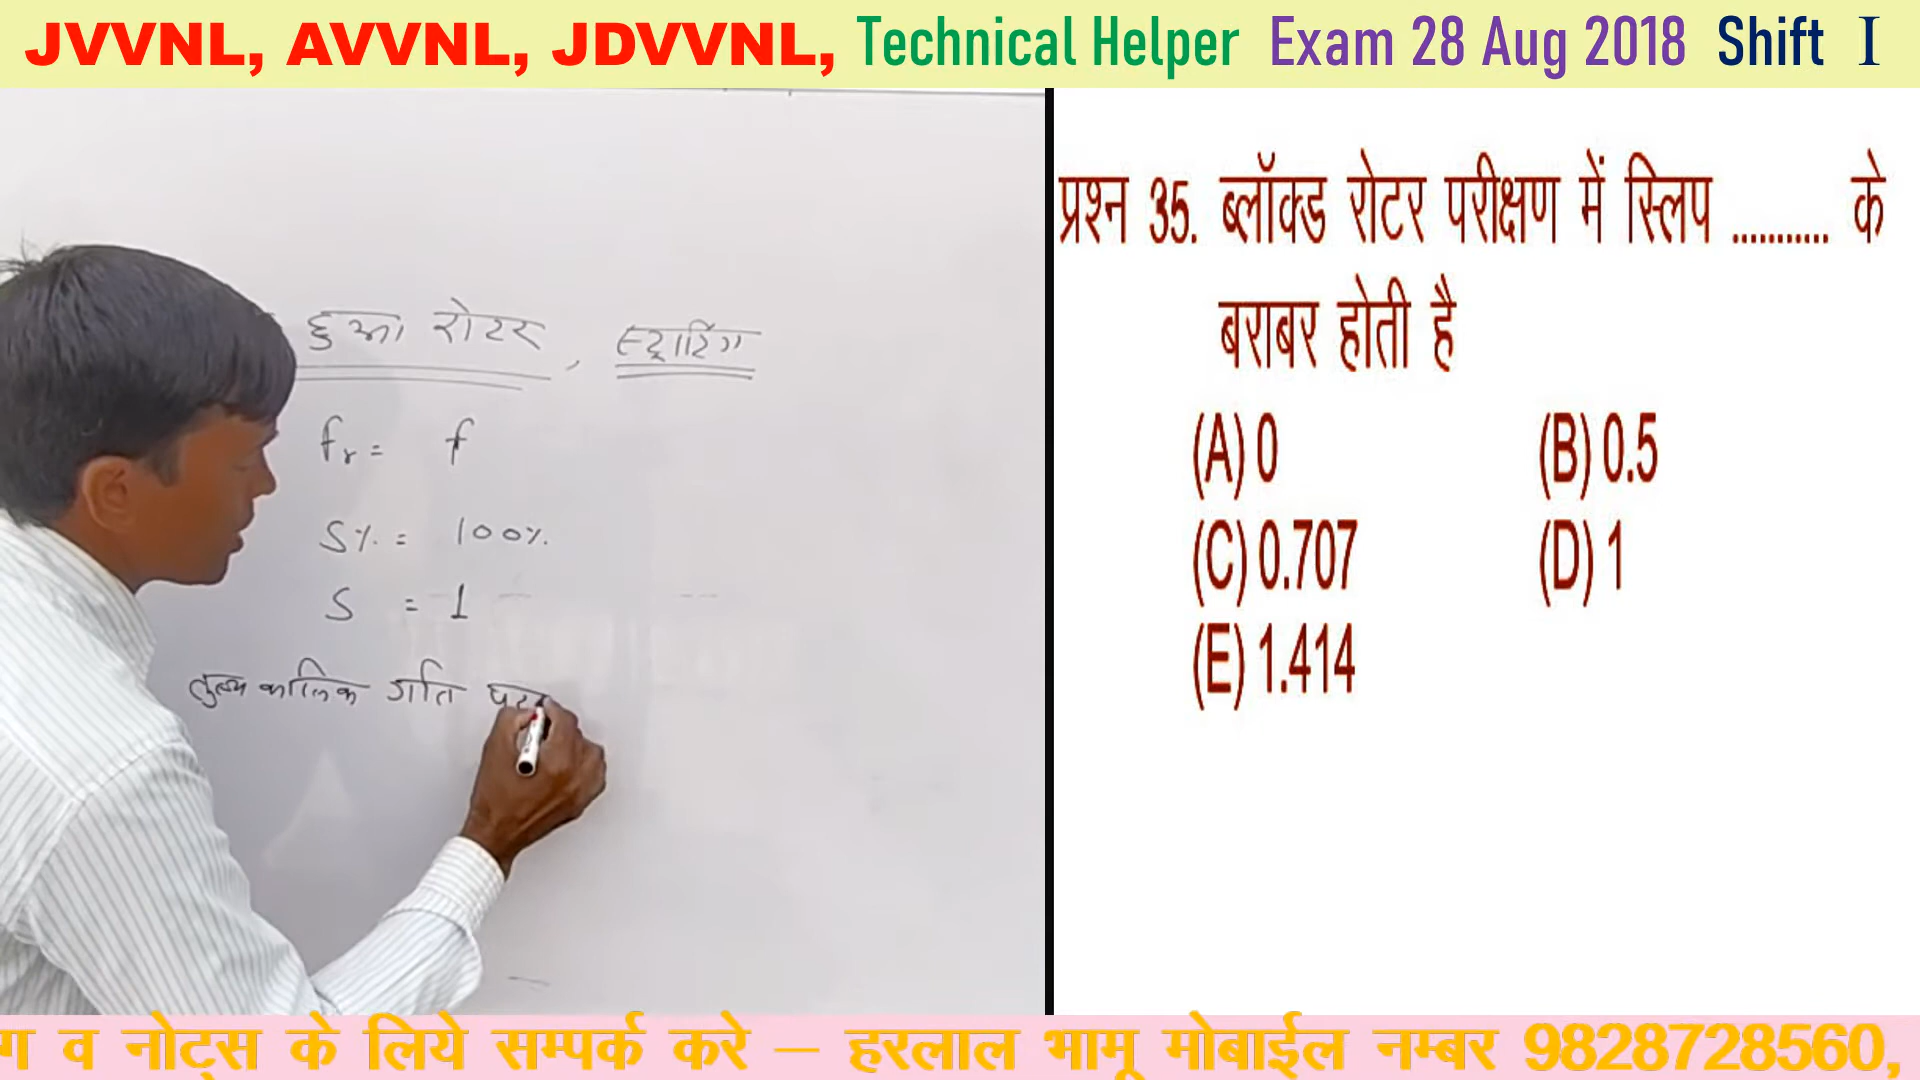 JVVNL, AVVNL, JDVVNL, Technical Helper Exam 28 Aug 2018 Shift I
हुआ रोटर , स्टार्टिंग
fr = f
S% = 100%
S = 1
तुल्यकालिक गति घट
प्रश्न 35. ब्लॉक्ड रोटर परीक्षण में स्लिप ........... के
बराबर होती है
(A) 0 (B) 0.5
(C) 0.707 (D) 1
(E) 1.414
ग व नोट्स के लिये सम्पर्क करे – हरलाल भामू मोबाईल नम्बर 9828728560,